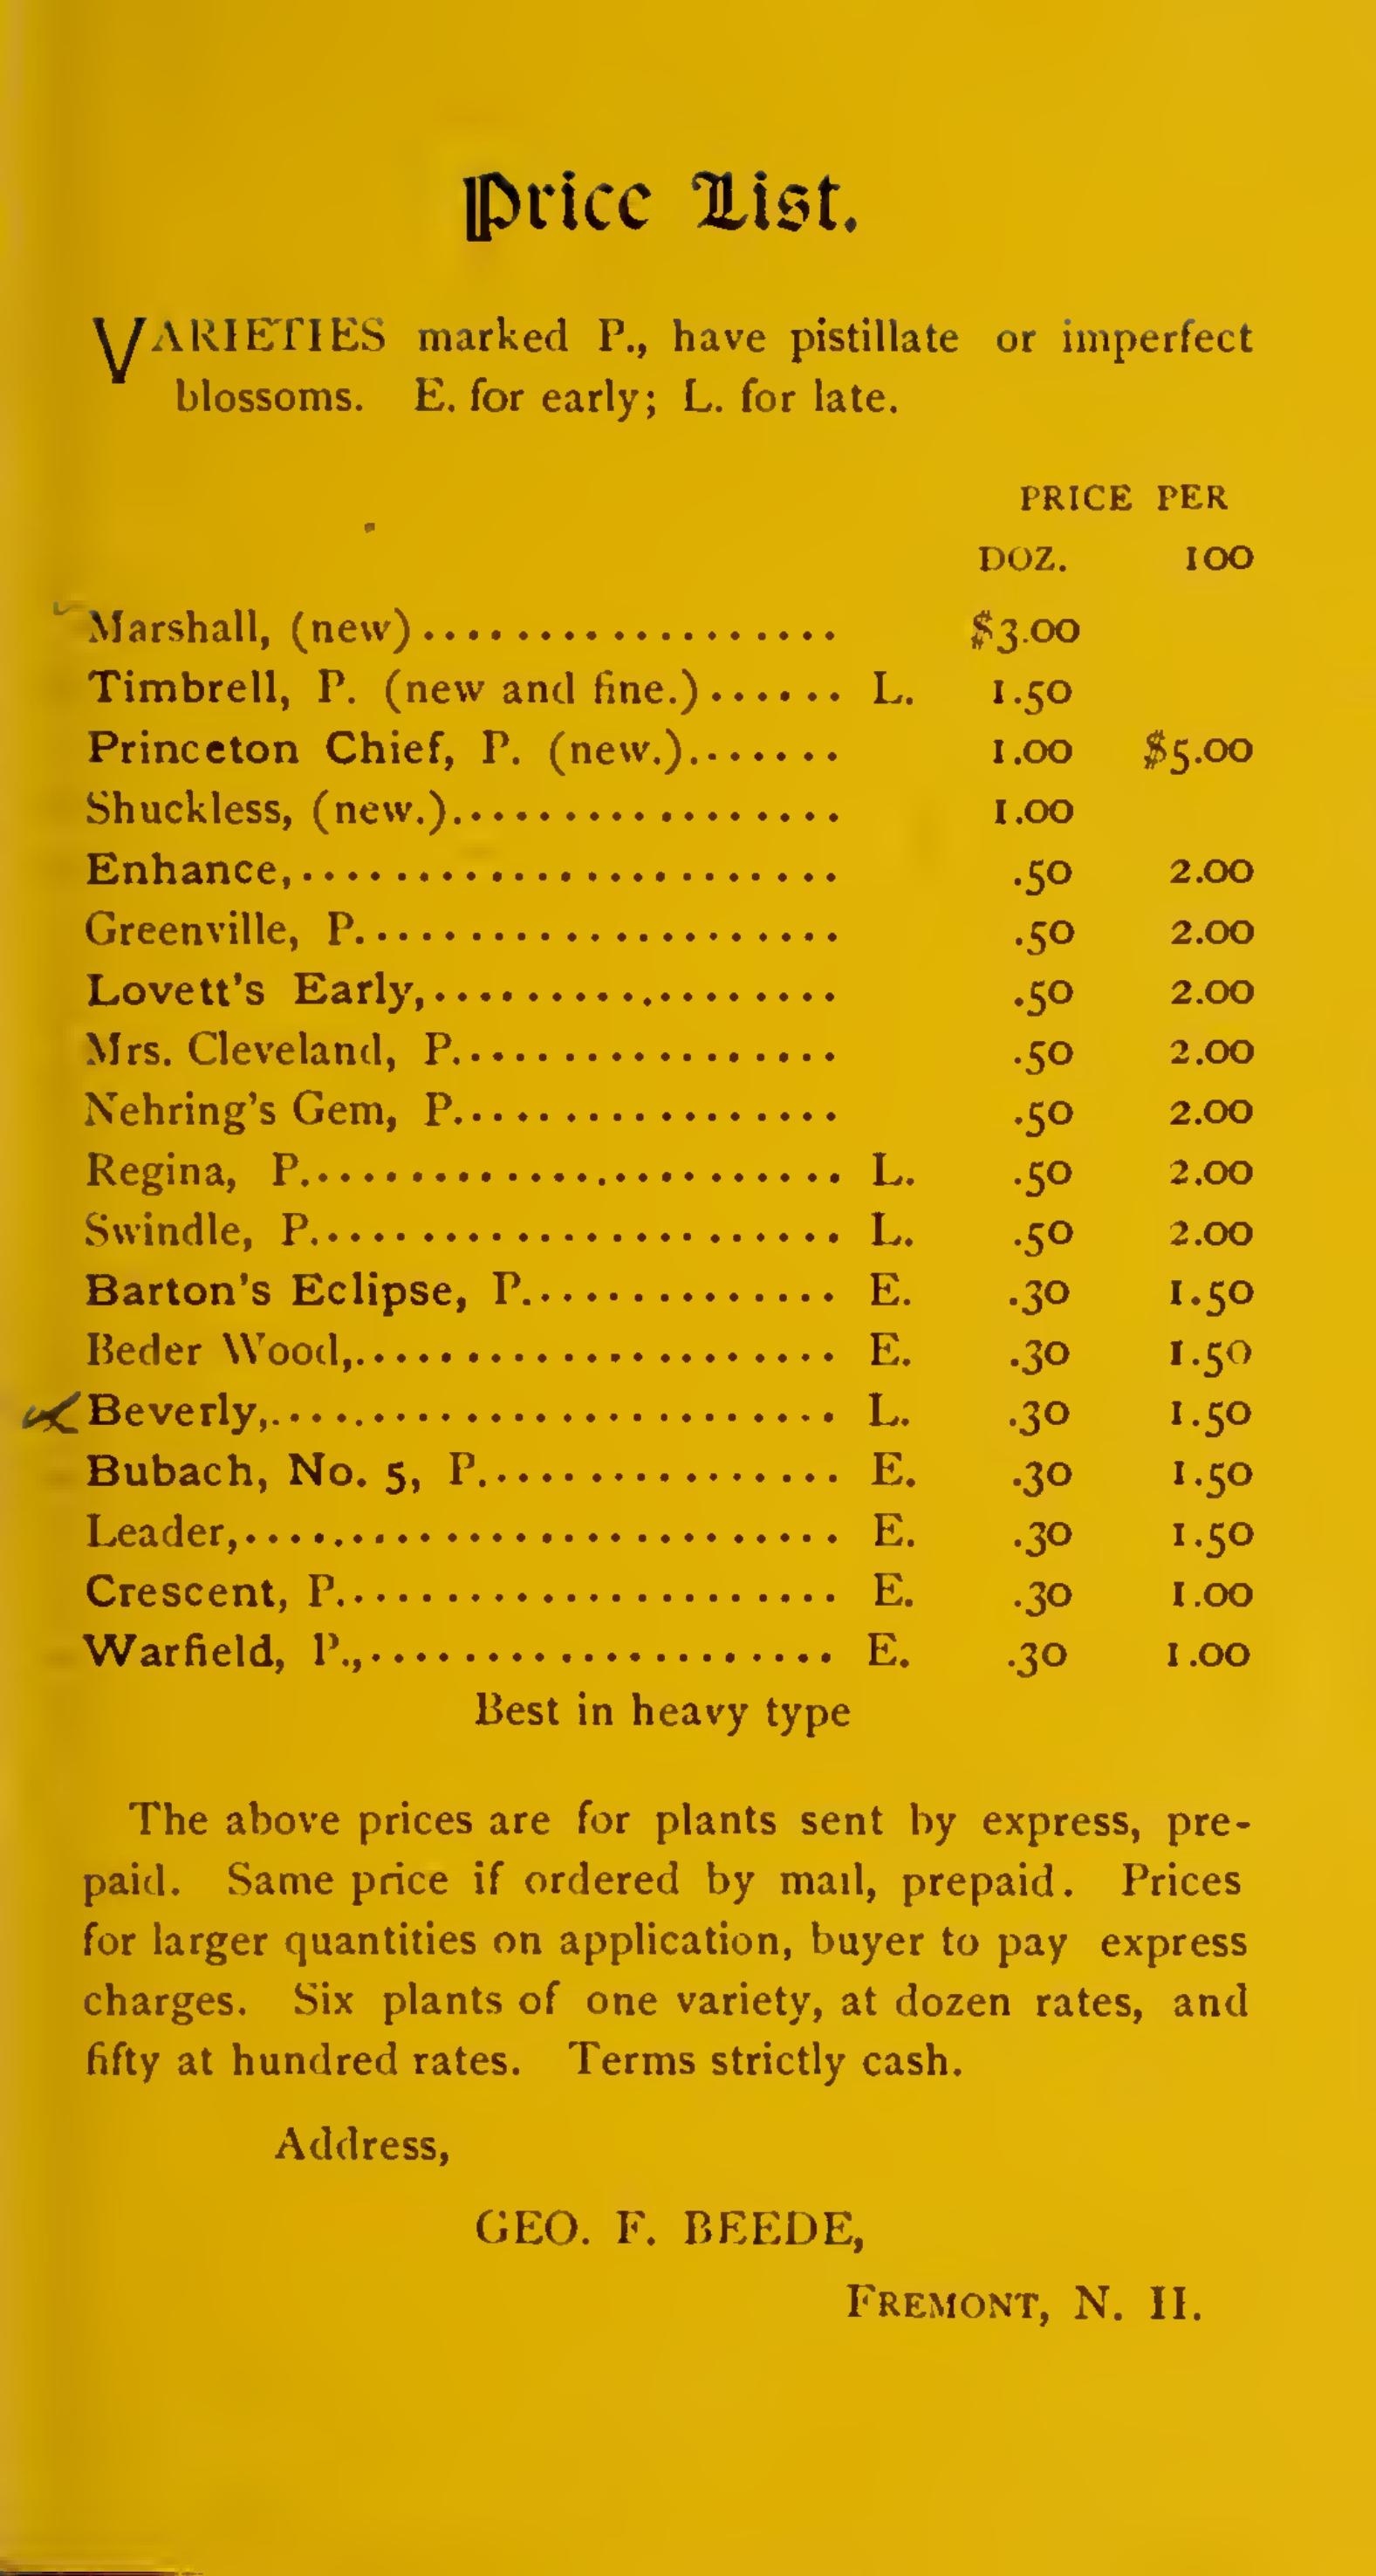 Price List.
VARIETIES marked P., have pistillate or imperfect
blossoms. E. for early; L. for late.
PRICE PER
DOZ. 100
Marshall, (new).................. $3.00
Timbrell, P. (new and fine.)...... L. 1.50
Princeton Chief, P. (new.)....... 1.00 $5.00
Shuckless, (new.)................. 1.00
Enhance,........................ .50 2.00
Greenville, P..................... .50 2.00
Lovett's Early,.................. .50 2.00
Mrs. Cleveland, P................. .50 2.00
Nehring's Gem, P................. .50 2.00
Regina, P........................ L. .50 2.00
Swindle, P....................... L. .50 2.00
Barton's Eclipse, P.............. E. .30 1.50
Beder Wood,...................... E. .30 1.50
Beverly,......................... L. .30 1.50
Bubach, No. 5, P................ E. .30 1.50
Leader,.......................... E. .30 1.50
Crescent, P...................... E. .30 1.00
Warfield, P.,.................... E. .30 1.00
Best in heavy type
The above prices are for plants sent by express, pre-
paid. Same price if ordered by mail, prepaid. Prices
for larger quantities on application, buyer to pay express
charges. Six plants of one variety, at dozen rates, and
fifty at hundred rates. Terms strictly cash.
Address,
GEO. F. BEEDE,
FREMONT, N. H.